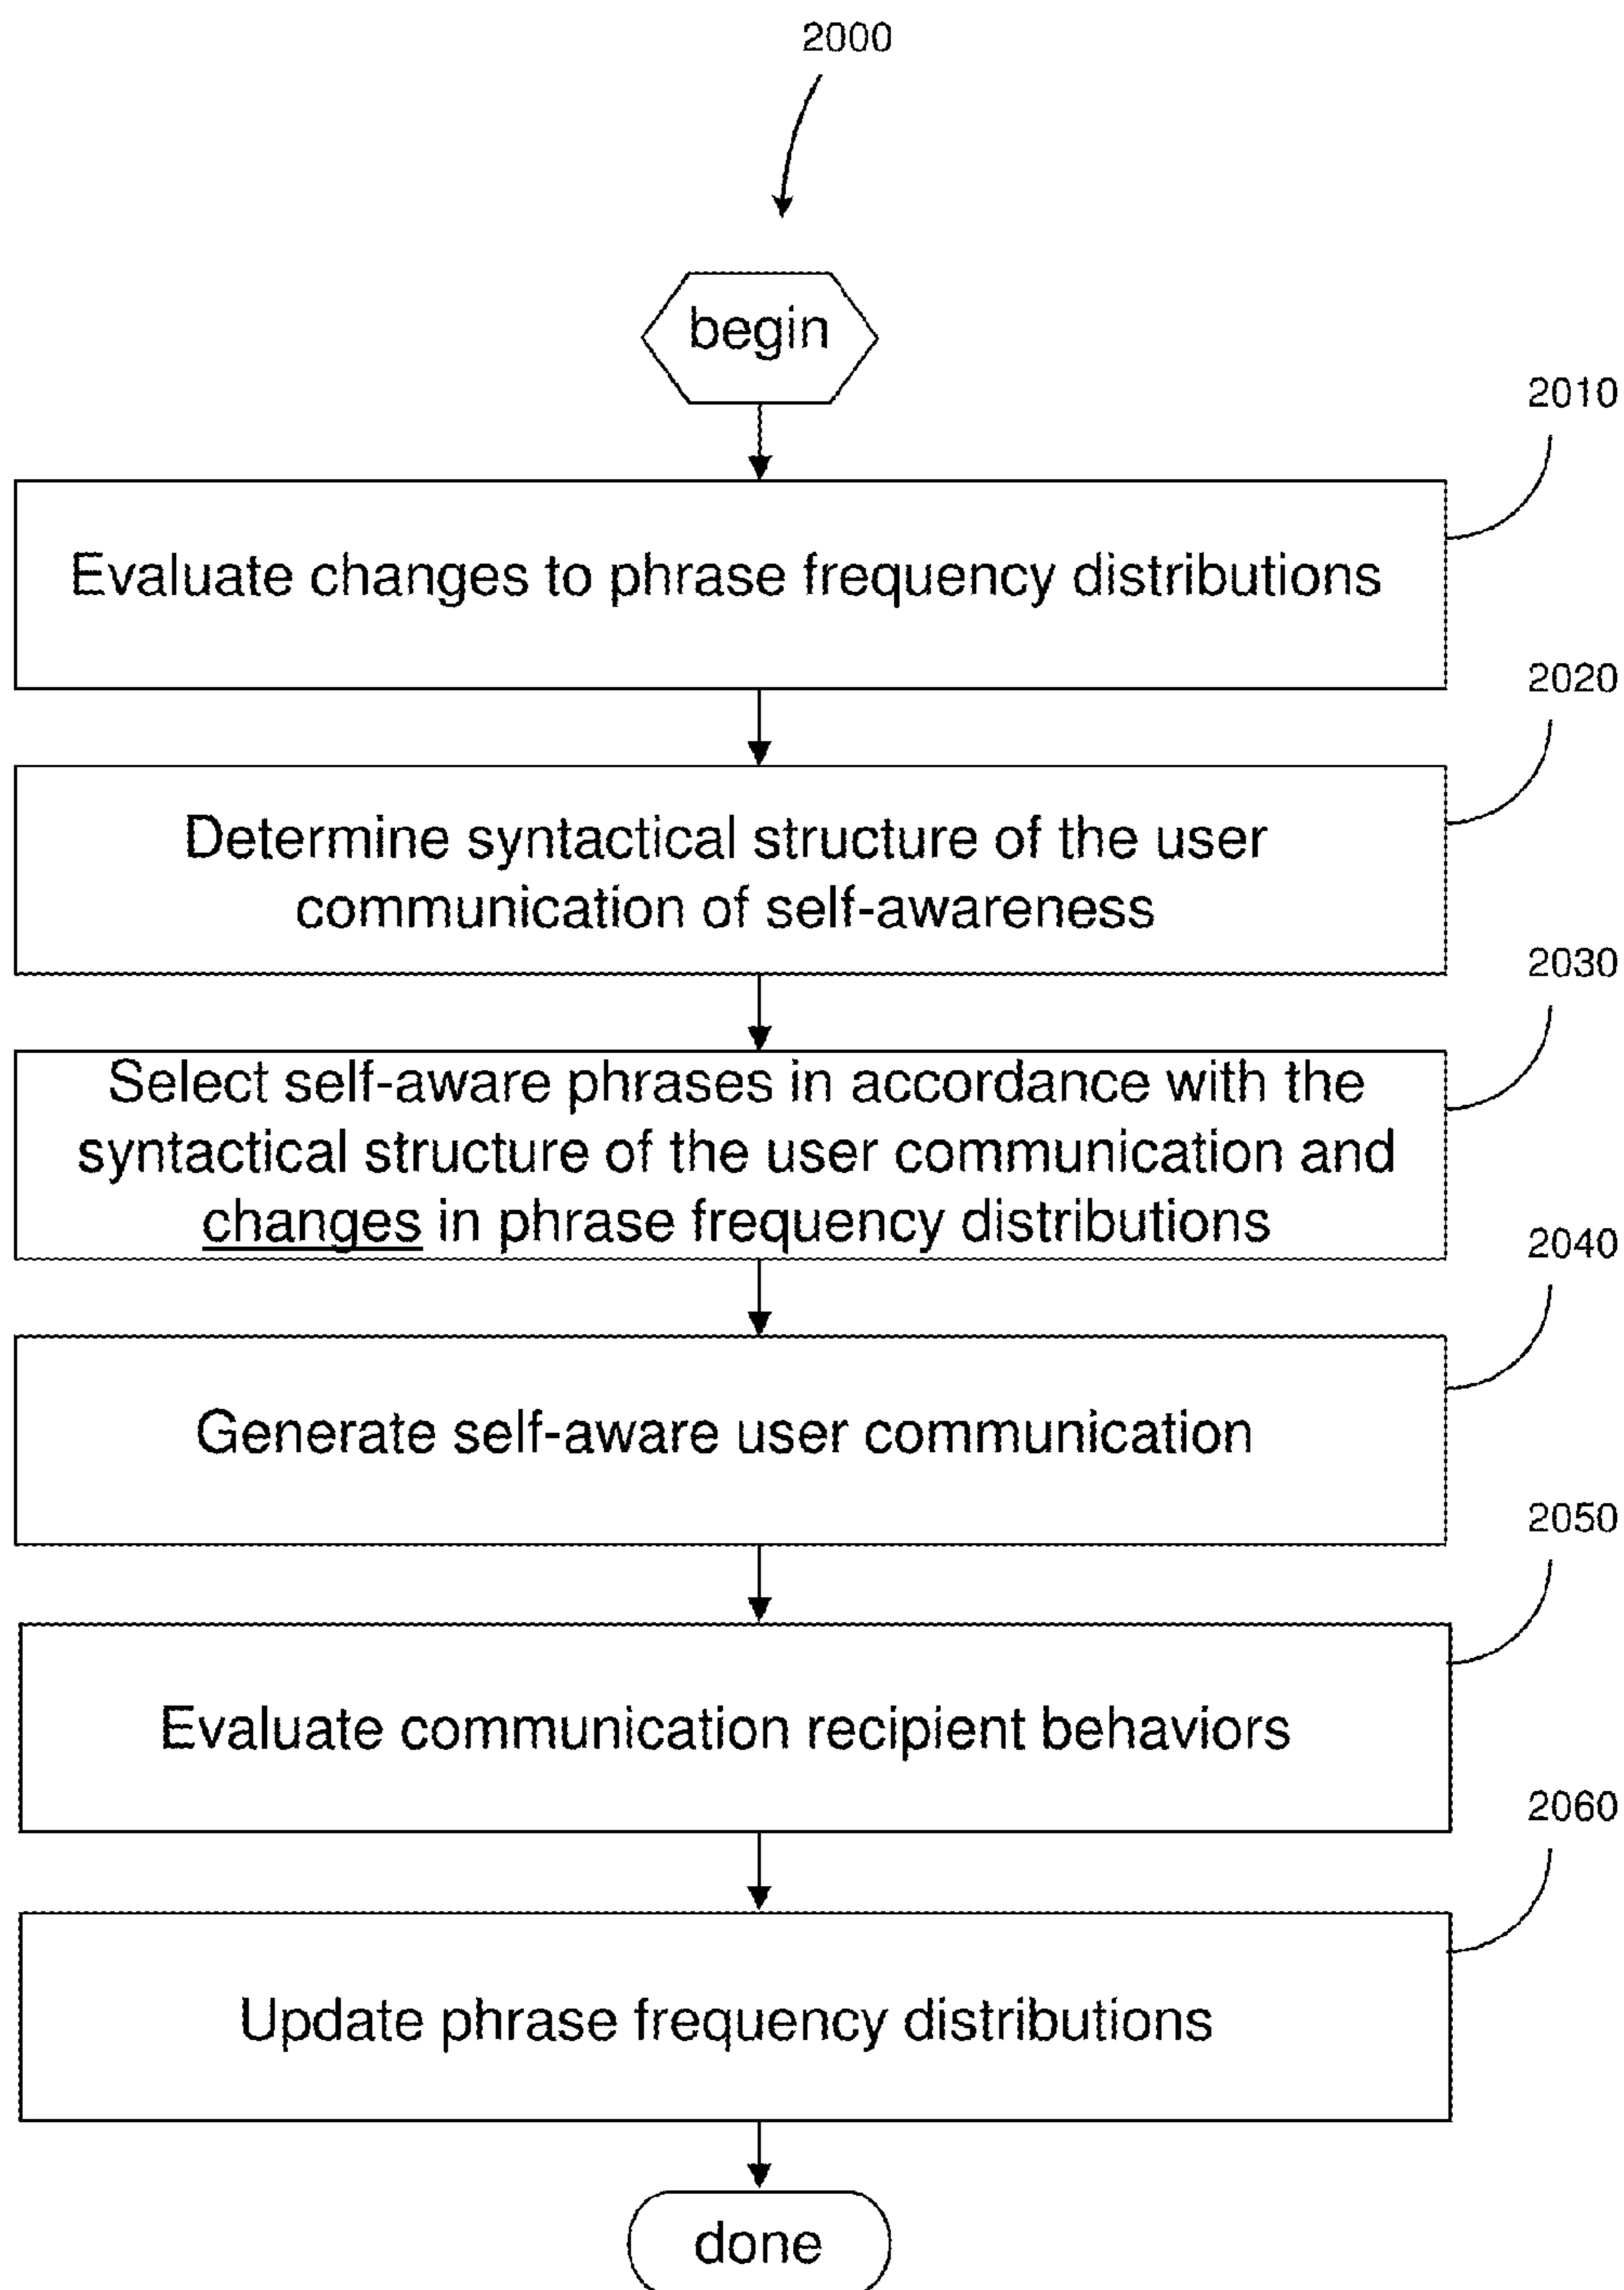 2000
begin
2010
Evaluate changes to phrase frequency distributions
2020
Determine syntactical structure of the user
communication of self-awareness
2030
Select self-aware phrases in accordance with the
syntactical structure of the user communication and
changes in phrase frequency distributions
2040
Generate self-aware user communication
2050
Evaluate communication recipient behaviors
2060
Update phrase frequency distributions
done